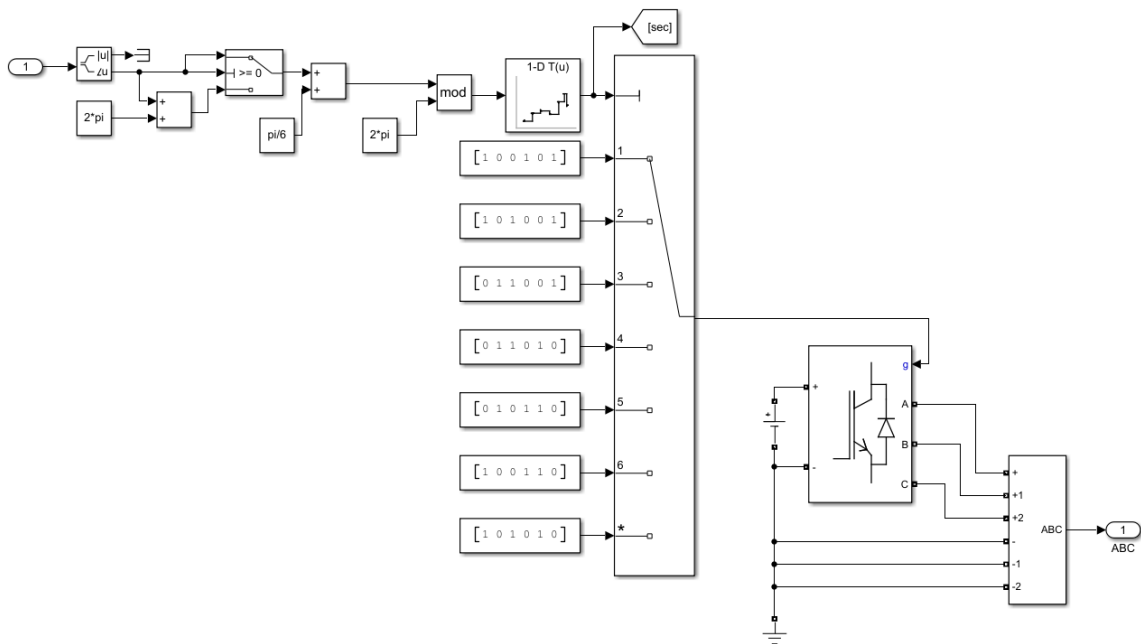 [sec]
1
|u|
∠u
>= 0
2*pi
+
+
+
+
pi/6
2*pi
mod
1-D T(u)
[1 0 0 1 0 1]
1
[1 0 1 0 0 1]
2
[0 1 1 0 0 1]
3
[0 1 1 0 1 0]
4
[0 1 0 1 1 0]
5
[1 0 0 1 1 0]
6
[1 0 1 0 1 0]
*
g
+
-
A
B
C
+
+
+1
+2
-
-1
-2
ABC
1
ABC